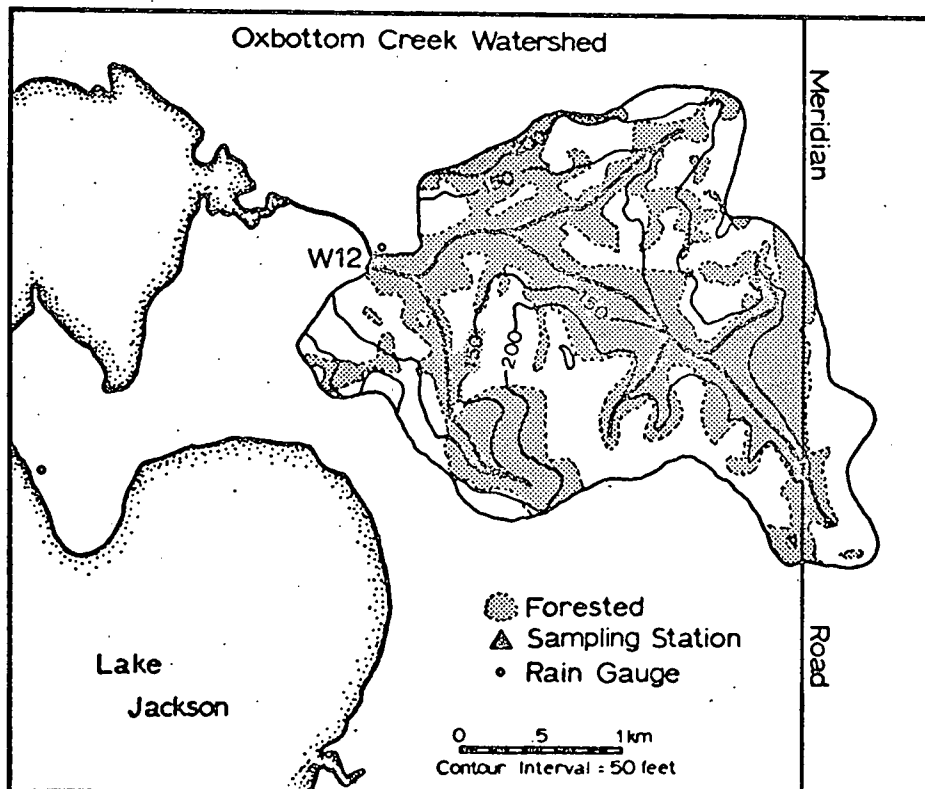 Oxbottom Creek Watershed
Meridian
150
W12
150
150
200
Forested
Sampling Station
Rain Gauge
Road
Lake
Jackson
0 .5 1 km
Contour Interval = 50 feet